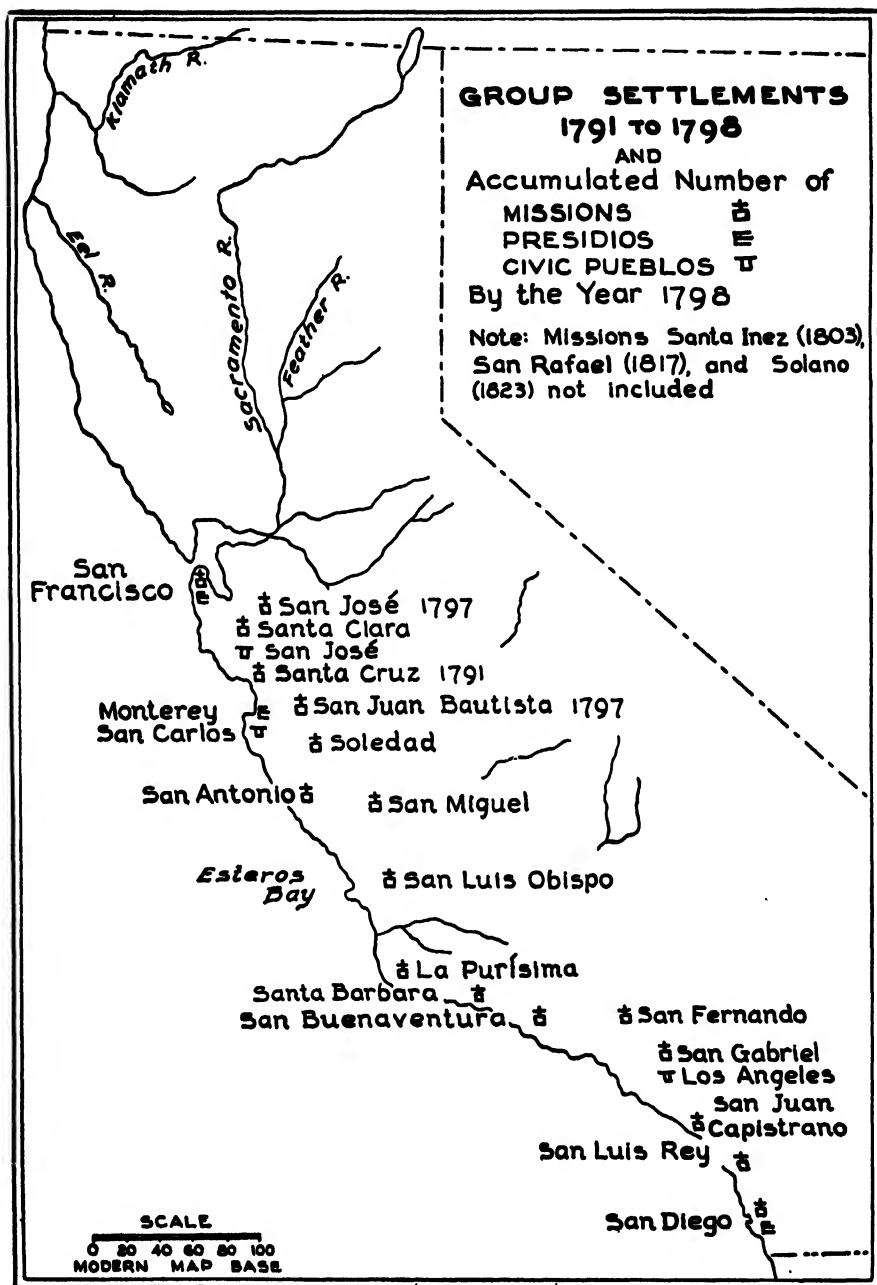 Klamath R.
Eel R.
Sacramento R.
Feather R.
GROUP SETTLEMENTS
1791 TO 1798
AND
Accumulated Number of
MISSIONS
PRESIDIOS
CIVIC PUEBLOS
By the Year 1798
Note: Missions Santa Inez (1803),
San Rafael (1817), and Solano
(1823) not included
San
Francisco
San José 1797
Santa Clara
San José
Santa Cruz 1791
Monterey
San Carlos
San Juan Bautista 1797
Soledad
San Antonio
San Miguel
Esteros
Bay
San Luis Obispo
La Purísima
Santa Barbara
San Buenaventura
San Fernando
San Gabriel
Los Angeles
San Juan
Capistrano
San Luis Rey
San Diego
SCALE
0 20 40 60 80 100
MODERN MAP BASE